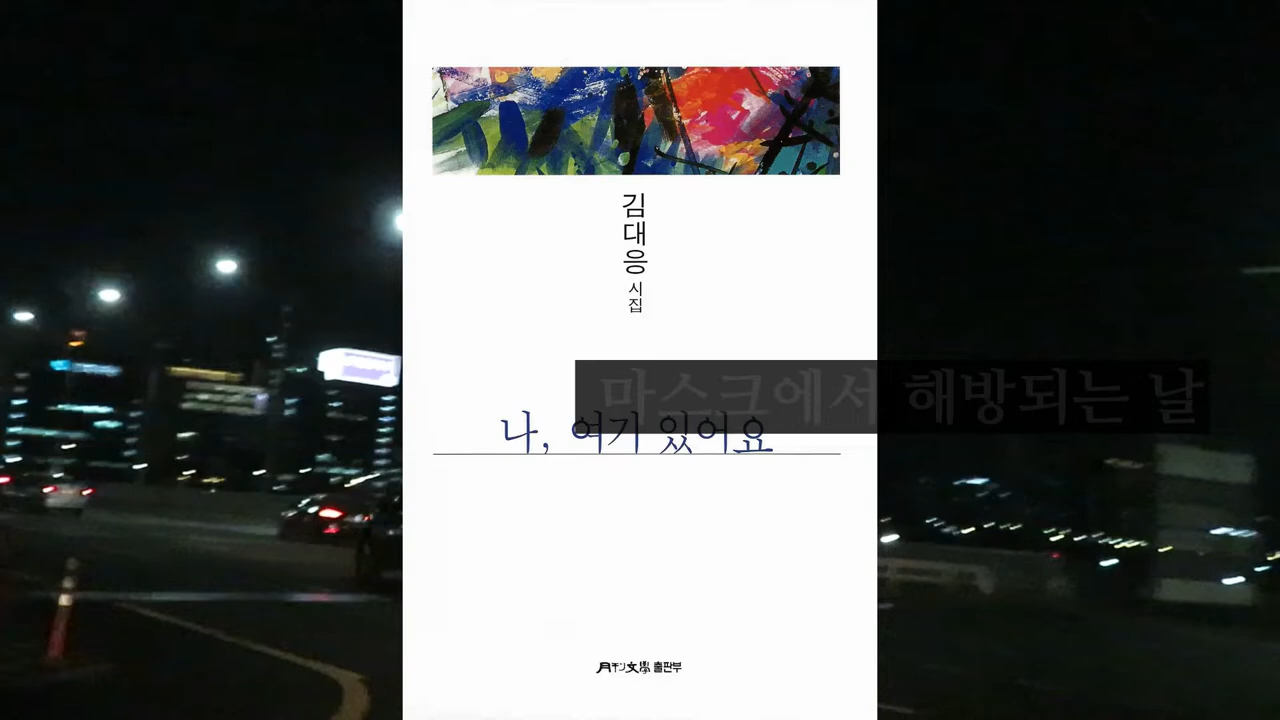 김대응
시집
마스크에서 해방되는 날
나, 여기 있어요
月刊文學 출판부